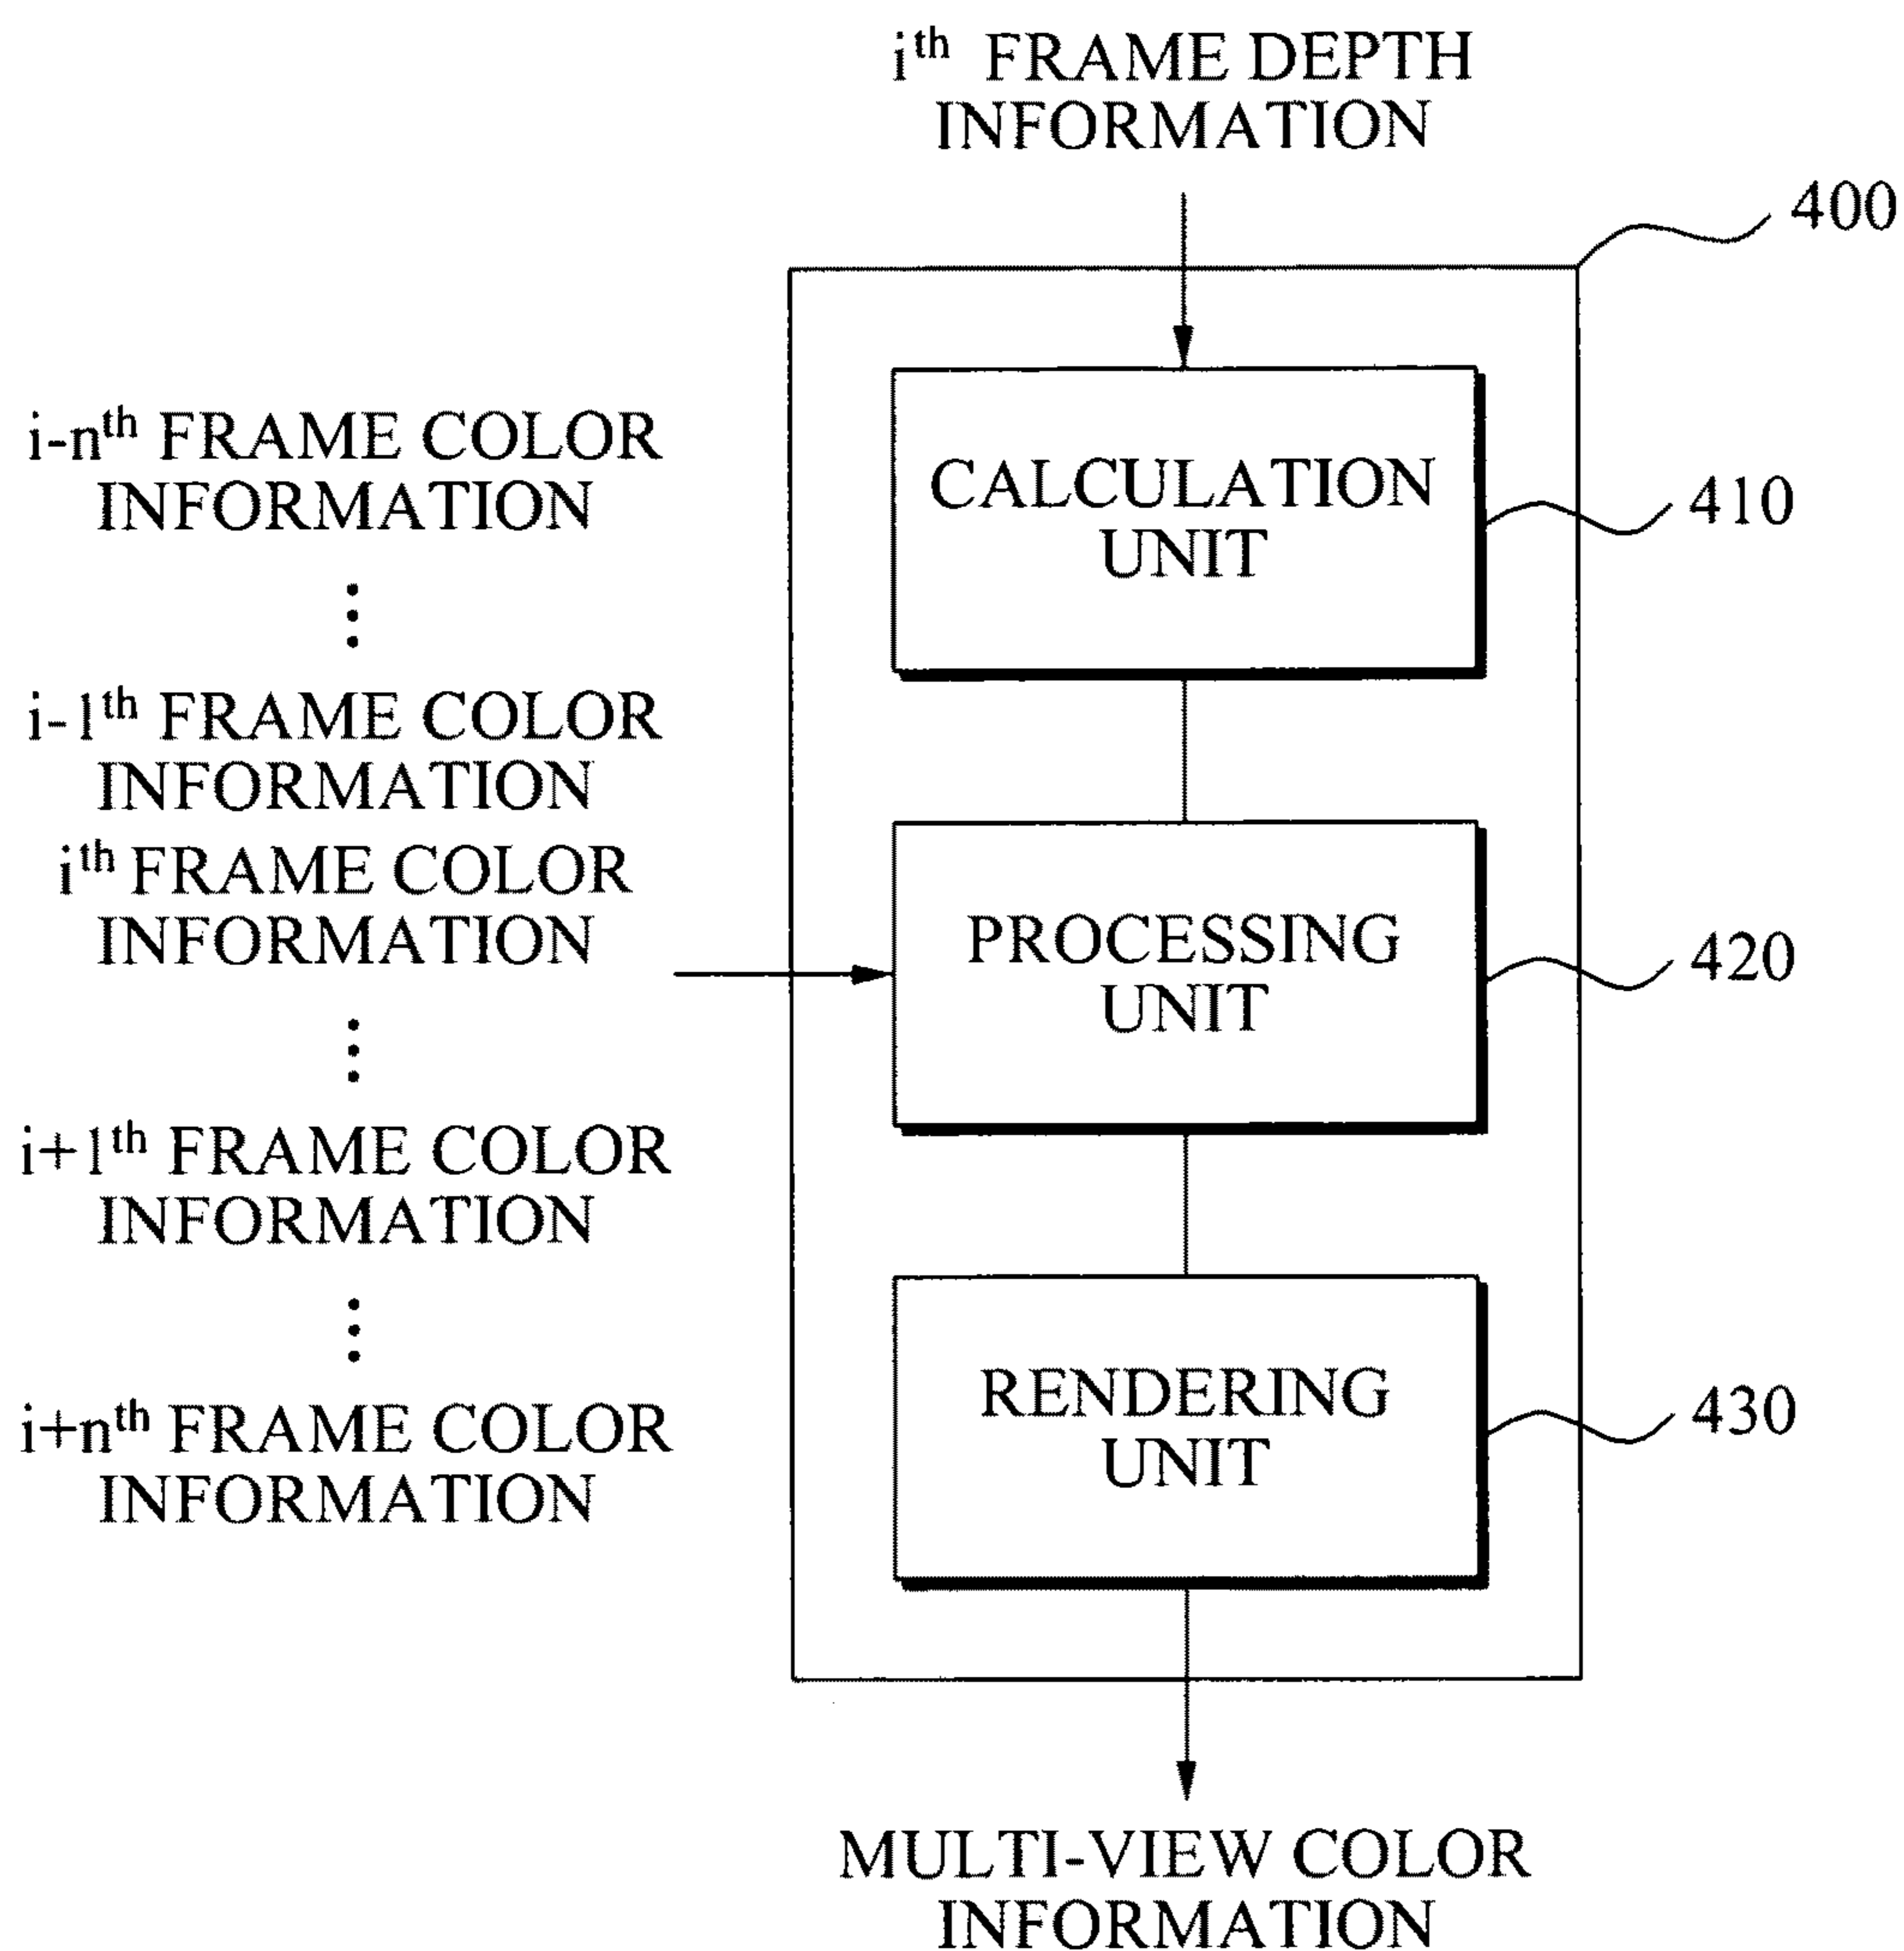 ith FRAME DEPTH
INFORMATION
400
i-nth FRAME COLOR
INFORMATION
CALCULATION
UNIT
410
i-1th FRAME COLOR
INFORMATION
ith FRAME COLOR
INFORMATION
PROCESSING
UNIT
420
i+1th FRAME COLOR
INFORMATION
RENDERING
UNIT
430
i+nth FRAME COLOR
INFORMATION
MULTI-VIEW COLOR
INFORMATION